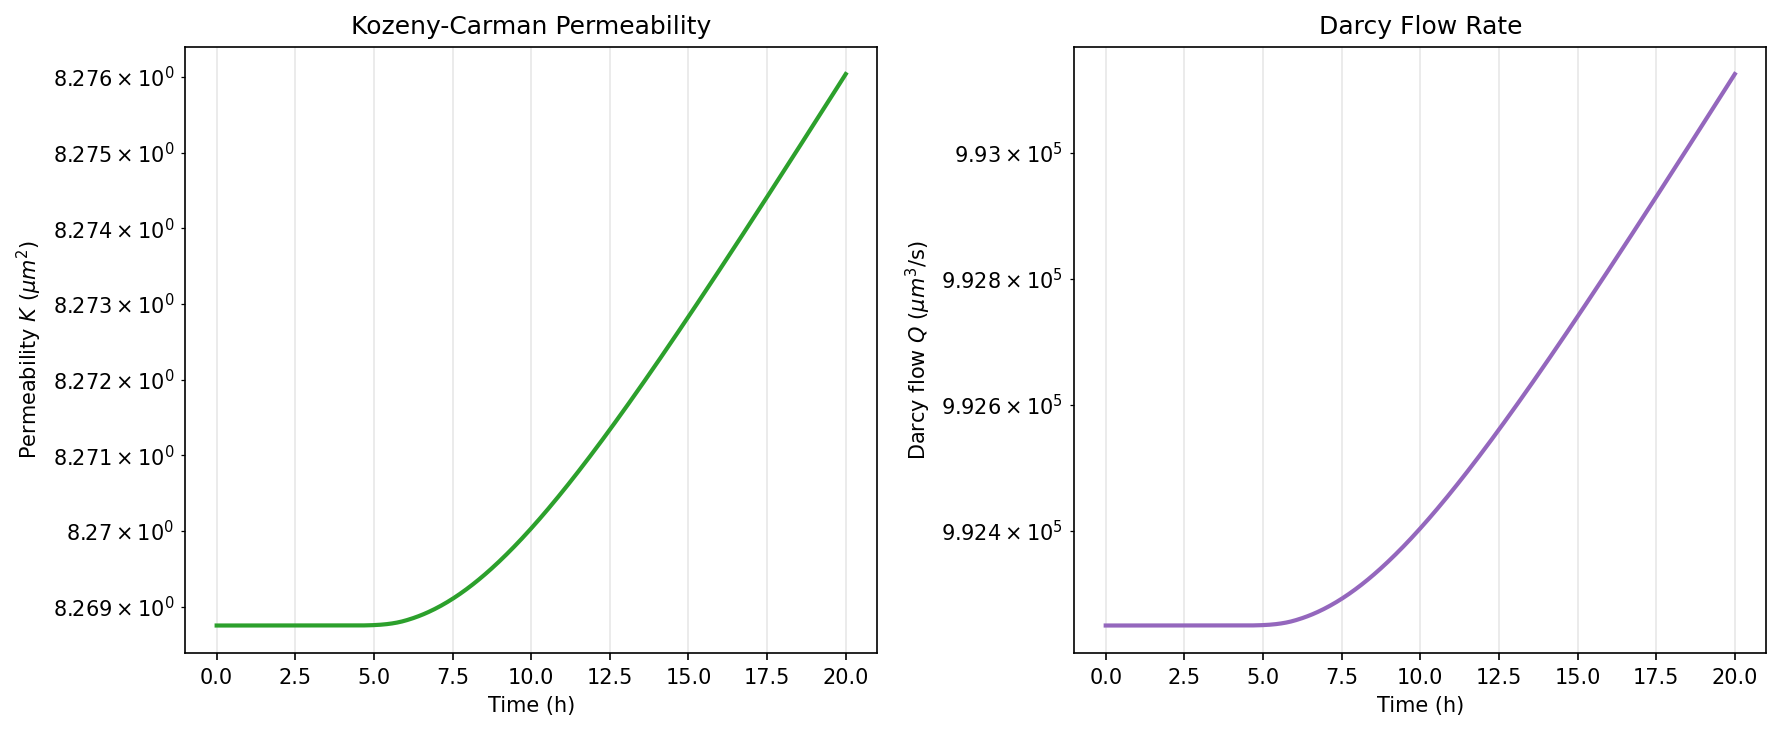 Kozeny-Carman Permeability
Permeability K (μm²)
8.276 × 10⁰
8.275 × 10⁰
8.274 × 10⁰
8.273 × 10⁰
8.272 × 10⁰
8.271 × 10⁰
8.27 × 10⁰
8.269 × 10⁰
0.0 2.5 5.0 7.5 10.0 12.5 15.0 17.5 20.0
Time (h)
Darcy Flow Rate
Darcy flow Q (μm³/s)
9.93 × 10⁵
9.928 × 10⁵
9.926 × 10⁵
9.924 × 10⁵
0.0 2.5 5.0 7.5 10.0 12.5 15.0 17.5 20.0
Time (h)